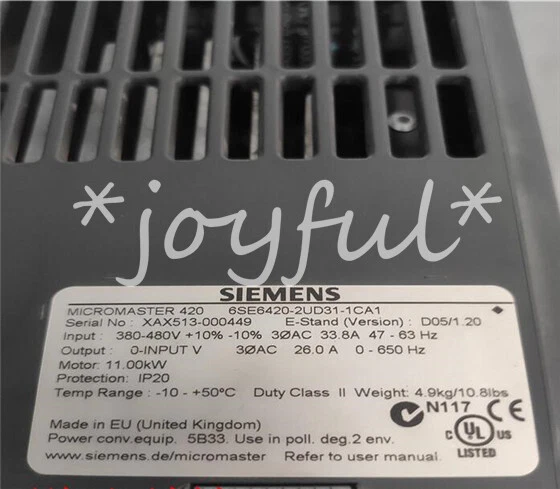 *joyful*
SIEMENS
MICROMASTER 420 6SE6420-2UD31-1CA1
Serial No : XAX513-000449 E-Stand (Version) : D05/1.20
Input : 380-480V +10% -10% 3ØAC 33.8A 47 - 63 Hz
Output : 0-INPUT V 3ØAC 26.0 A 0 - 650 Hz
Motor: 11.00kW
Protection: IP20
Temp Range : -10 - +50°C Duty Class II Weight: 4.9kg/10.8lbs
N117 CE
Made in EU (United Kingdom)
Power conv.equip. 5B33. Use in poll. deg.2 env.
C UL US
LISTED
www.siemens.de/micromaster Refer to user manual.